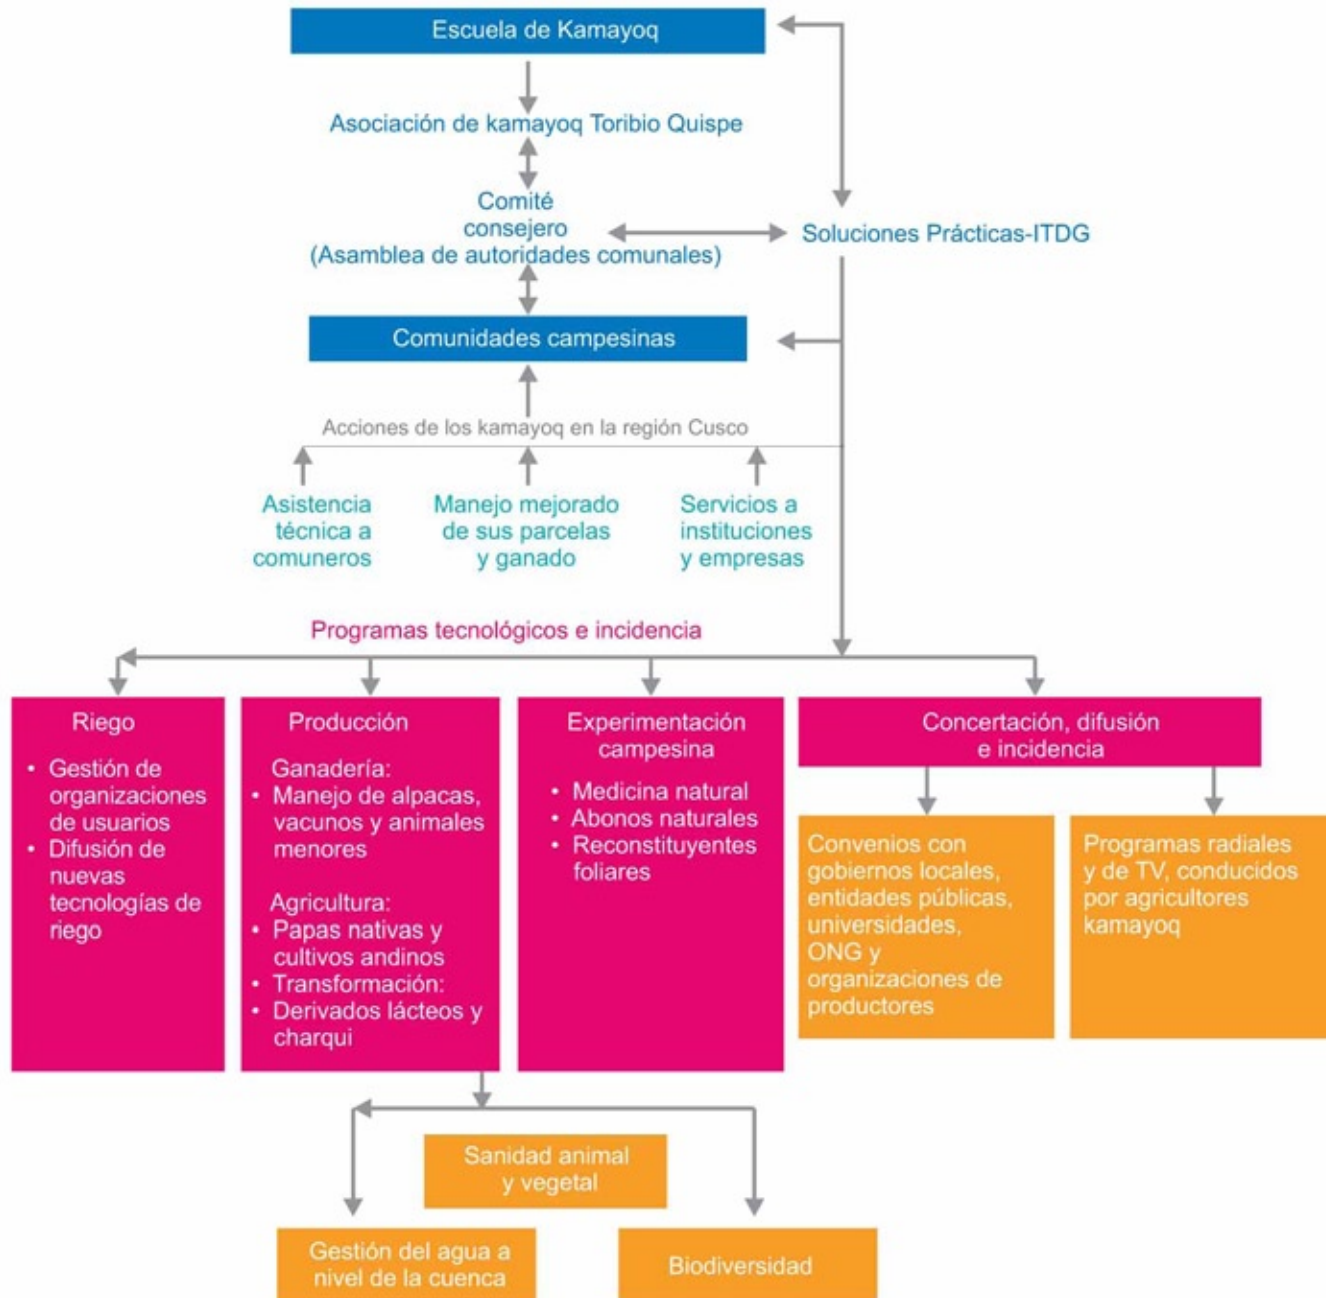 Escuela de Kamayoq
Asociación de kamayoq Toribio Quispe
Comité
consejero
(Asamblea de autoridades comunales)
Soluciones Prácticas-ITDG
Comunidades campesinas
Acciones de los kamayoq en la región Cusco
Asistencia
técnica a
comuneros
Manejo mejorado
de sus parcelas
y ganado
Servicios a
instituciones
y empresas
Programas tecnológicos e incidencia
Riego
• Gestión de
organizaciones
de usuarios
• Difusión de
nuevas
tecnologías de
riego
Producción
Ganadería:
• Manejo de alpacas,
vacunos y animales
menores
Agricultura:
• Papas nativas y
cultivos andinos
• Transformación:
• Derivados lácteos y
charqui
Experimentación
campesina
• Medicina natural
• Abonos naturales
• Reconstituyentes
foliares
Concertación, difusión
e incidencia
Convenios con
gobiernos locales,
entidades públicas,
universidades,
ONG y
organizaciones de
productores
Programas radiales
y de TV, conducidos
por agricultores
kamayoq
Sanidad animal
y vegetal
Gestión del agua a
nivel de la cuenca
Biodiversidad